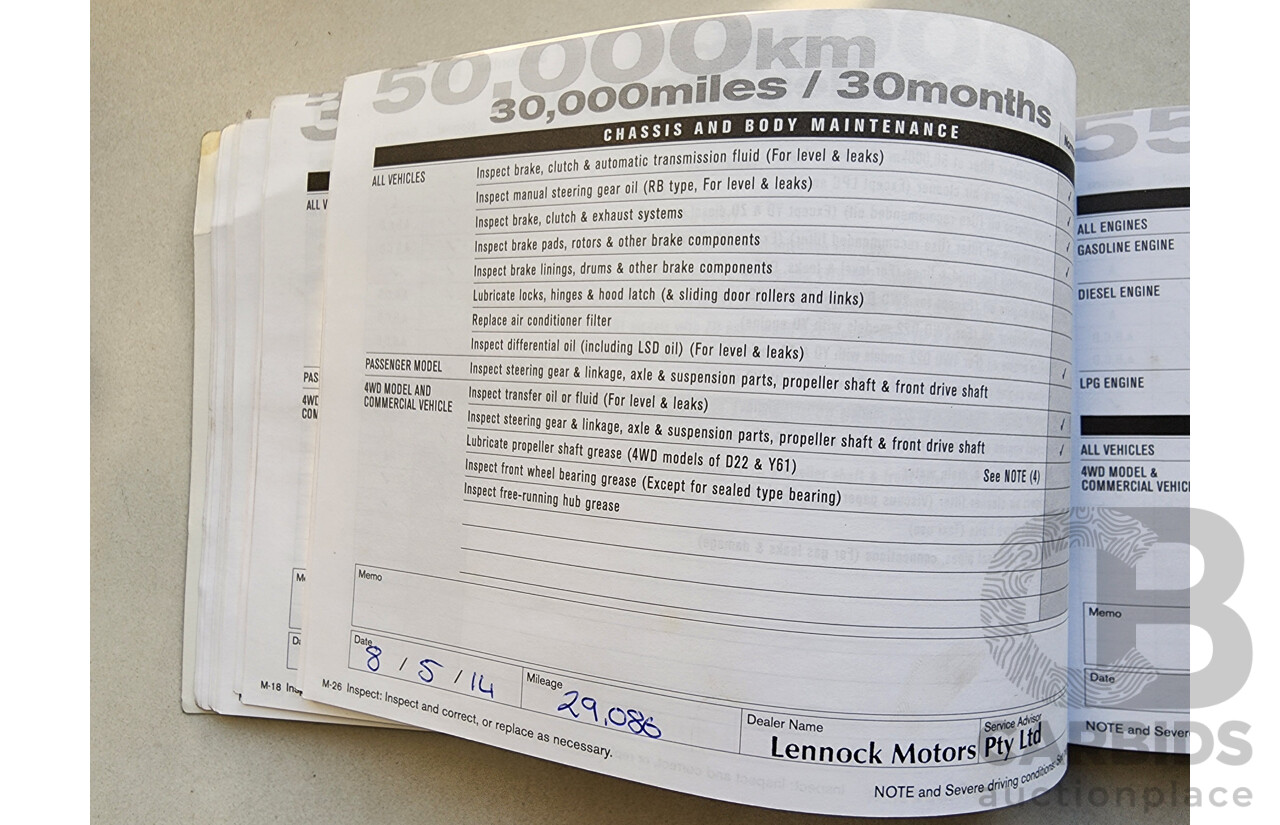 50,000km
30,000miles / 30months
CHASSIS AND BODY MAINTENANCE
ALL VEHICLES
Inspect brake, clutch & automatic transmission fluid (For level & leaks)
Inspect manual steering gear oil (RB type, For level & leaks)
Inspect brake, clutch & exhaust systems
Inspect brake pads, rotors & other brake components
Inspect brake linings, drums & other brake components
Lubricate locks, hinges & hood latch (& sliding door rollers and links)
Replace air conditioner filter
Inspect differential oil (including LSD oil) (For level & leaks)
PASSENGER MODEL
Inspect steering gear & linkage, axle & suspension parts, propeller shaft & front drive shaft
4WD MODEL AND
COMMERCIAL VEHICLE
Inspect transfer oil or fluid (For level & leaks)
Inspect steering gear & linkage, axle & suspension parts, propeller shaft & front drive shaft
Lubricate propeller shaft grease (4WD models of D22 & Y61)
See NOTE (4)
Inspect front wheel bearing grease (Except for sealed type bearing)
Inspect free-running hub grease
Memo
Date
8 / 5 / 14
Mileage
29,086
Dealer Name
Lennock Motors Pty Ltd
Service Advisor
M-26 Inspect: Inspect and correct, or replace as necessary.
NOTE and Severe driving conditions:
M-18
ALL V
PAS
4WD
COM
55
ALL ENGINES
GASOLINE ENGINE
DIESEL ENGINE
LPG ENGINE
ALL VEHICLES
4WD MODEL &
COMMERCIAL VEHIC
Memo
Date
NOTE and Sever
CARBIDS
auctionplace